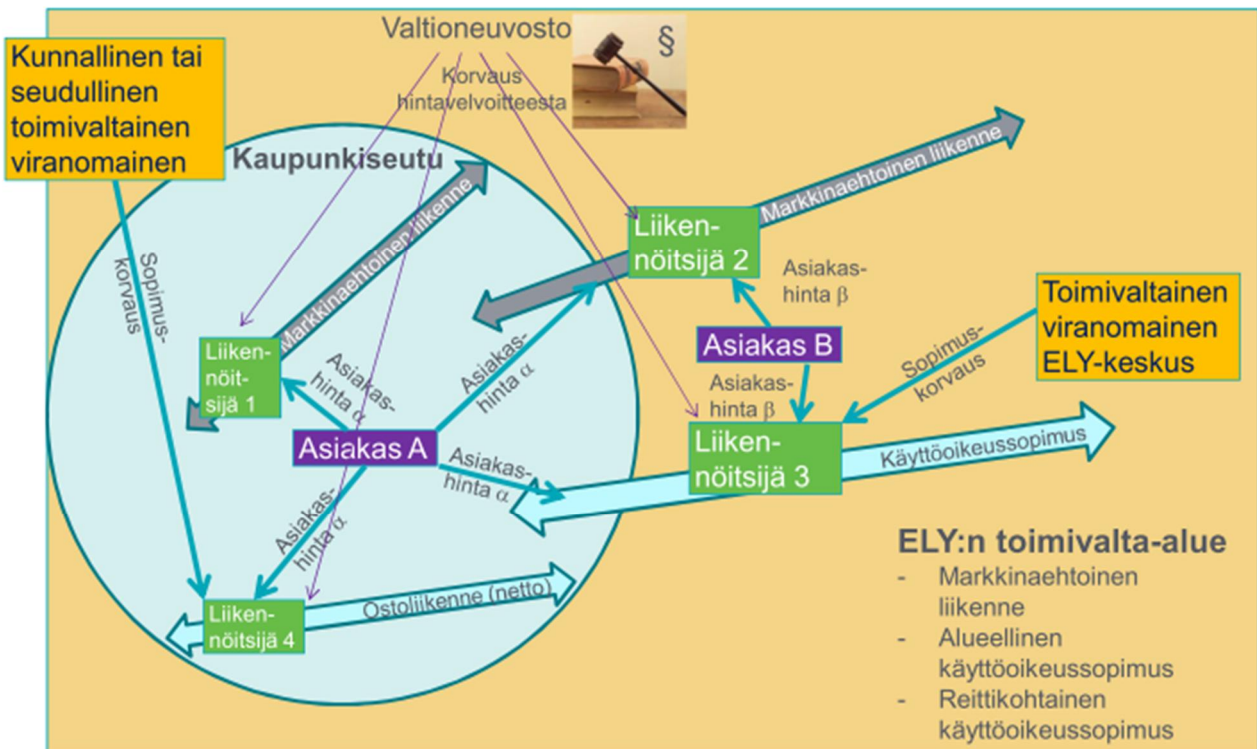 Valtioneuvosto
§
Korvaus
hintavelvoitteesta
Kunnallinen tai
seudullinen
toimivaltainen
viranomainen
Kaupunkiseutu
Markkinaehtoinen liikenne
Markkinaehtoinen liikenne
Liiken-
nöitsijä 2
Asiakas-
hinta β
Sopimus-
korvaus
Toimivaltainen
viranomainen
ELY-keskus
Asiakas B
Sopimus-
korvaus
Liiken-
nöit-
sijä 1
Asiakas-
hinta α
Asiakas-
hinta α
Asiakas-
hinta β
Asiakas A
Liiken-
nöitsijä 3
Käyttöoikeussopimus
Asiakas-
hinta α
Asiakas-
hinta α
Liiken-
nöitsijä 4
Ostoliikenne (netto)
ELY:n toimivalta-alue
- Markkinaehtoinen
liikenne
- Alueellinen
käyttöoikeussopimus
- Reittikohtainen
käyttöoikeussopimus